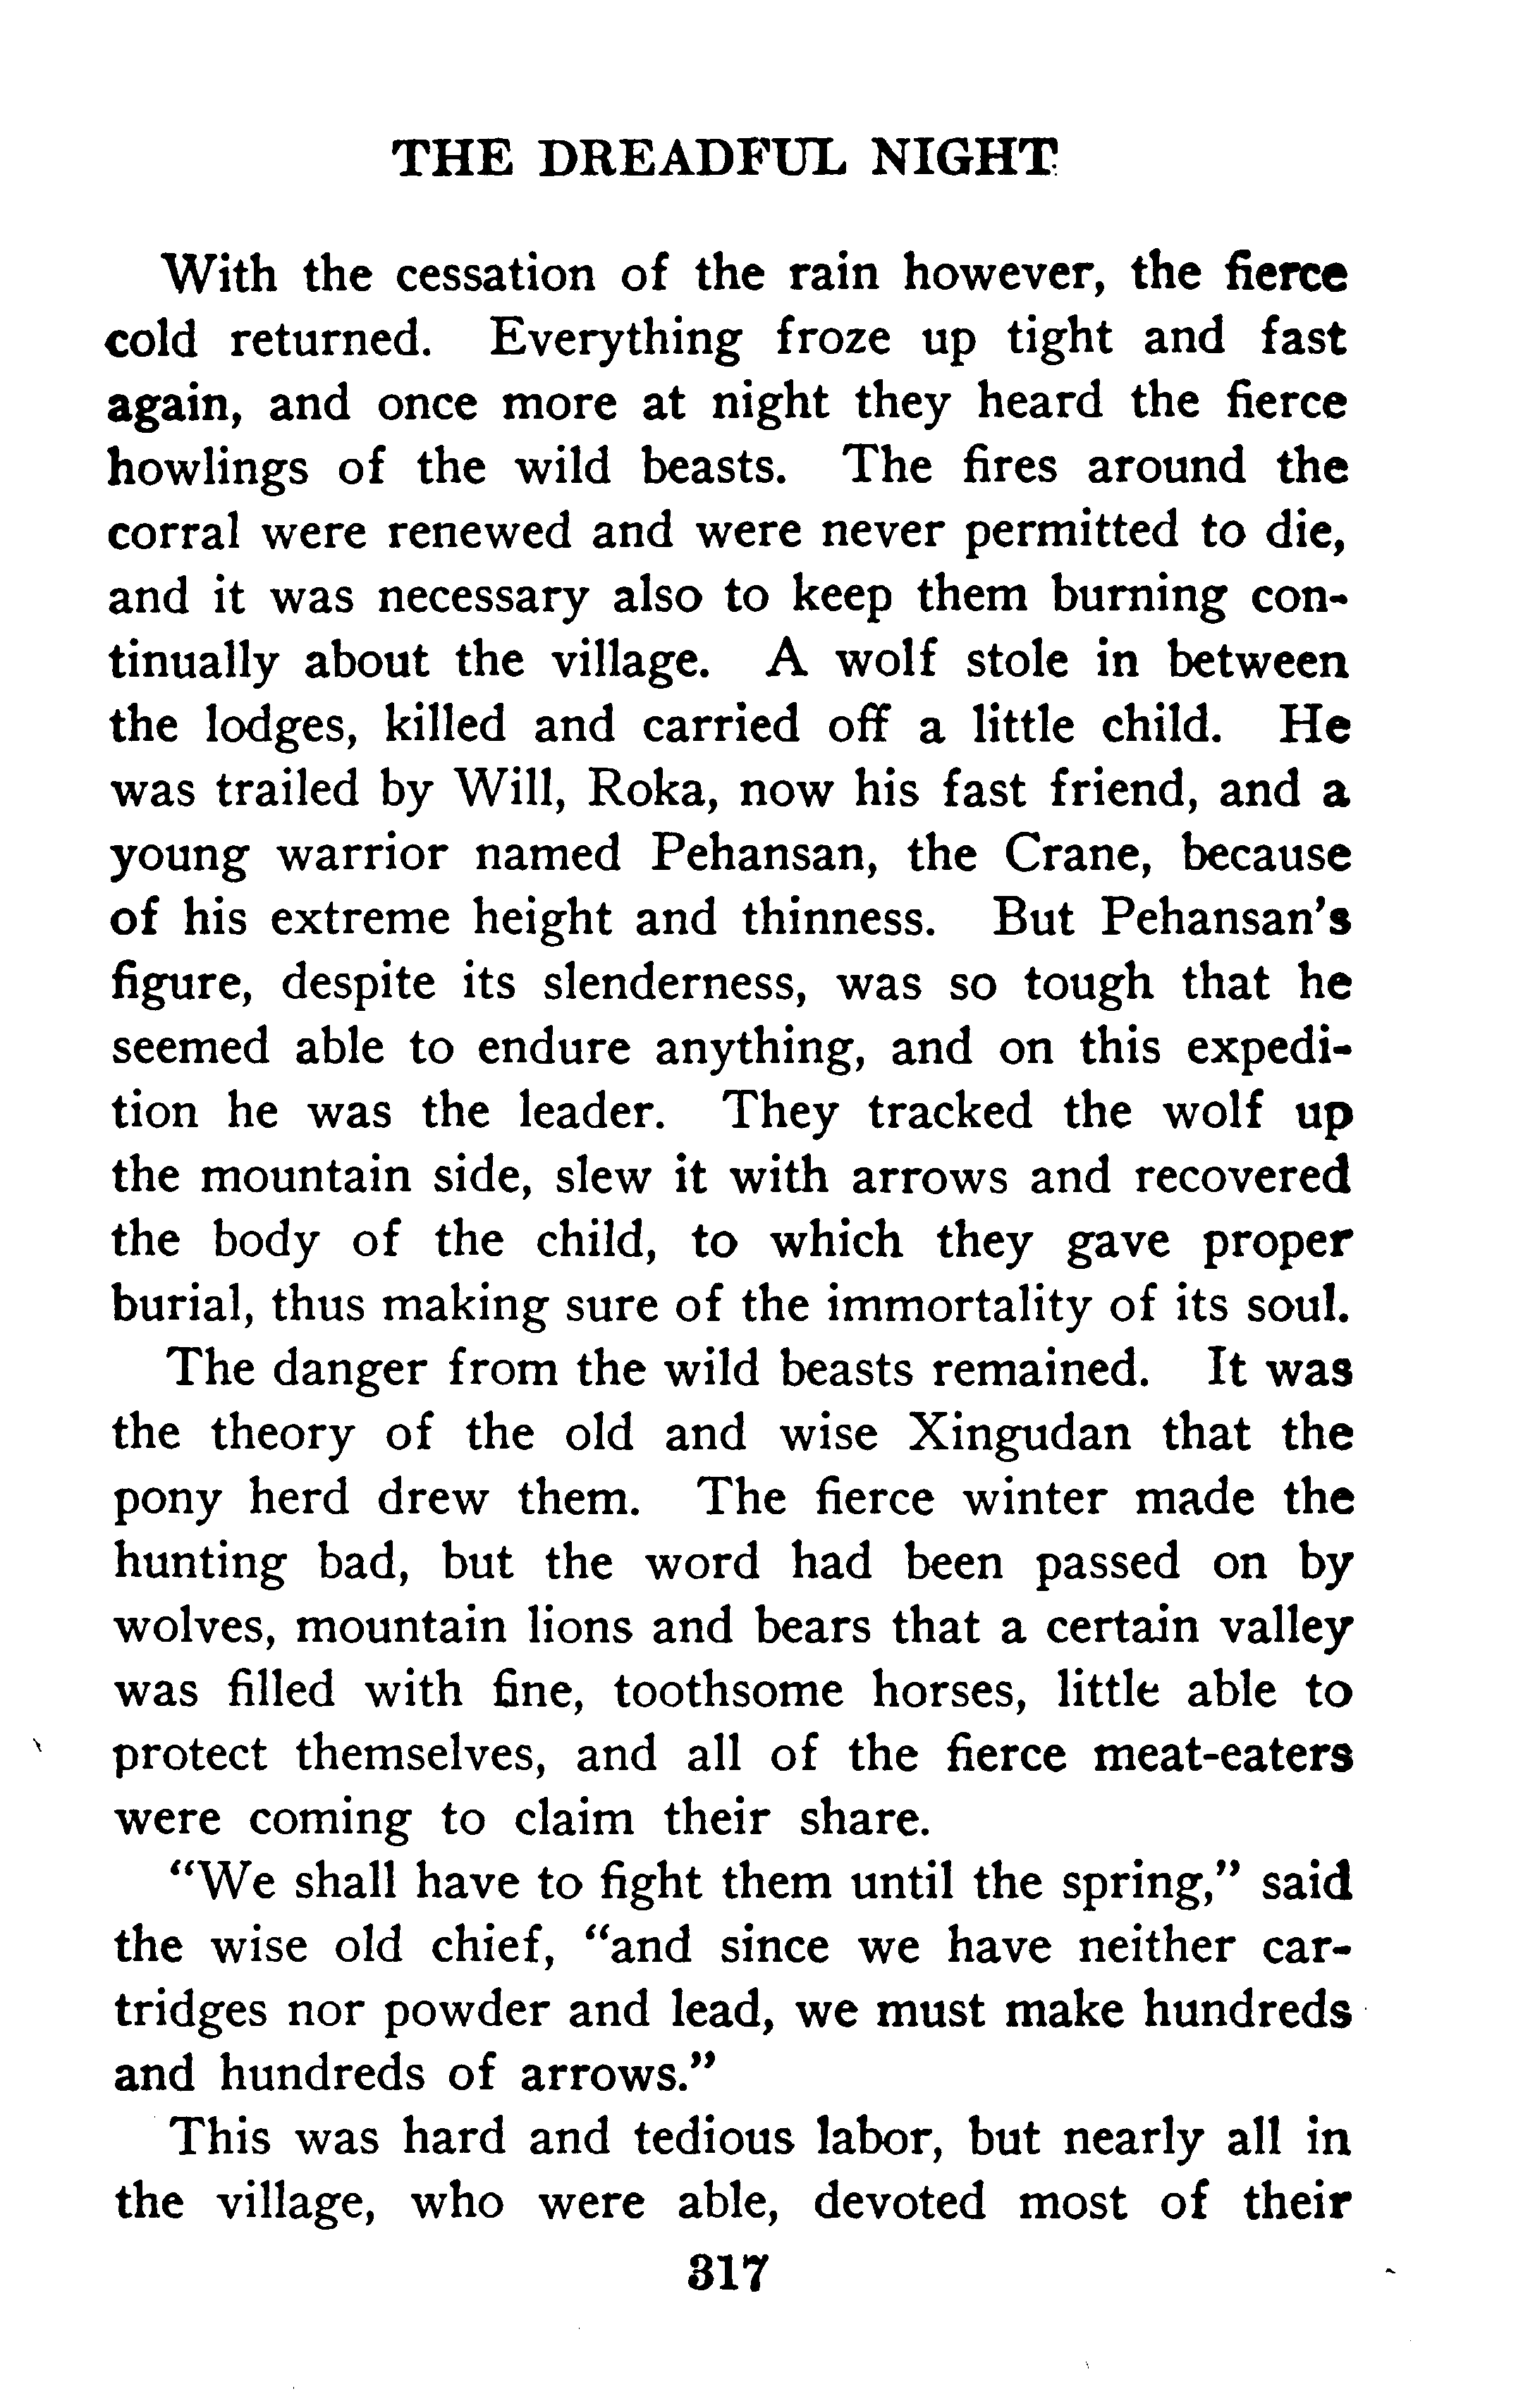 THE DREADFUL NIGHT
With the cessation of the rain however, the fierce
cold returned. Everything froze up tight and fast
again, and once more at night they heard the fierce
howlings of the wild beasts. The fires around the
corral were renewed and were never permitted to die,
and it was necessary also to keep them burning con-
tinually about the village. A wolf stole in between
the lodges, killed and carried off a little child. He
was trailed by Will, Roka, now his fast friend, and a
young warrior named Pehansan, the Crane, because
of his extreme height and thinness. But Pehansan's
figure, despite its slenderness, was so tough that he
seemed able to endure anything, and on this expedi-
tion he was the leader. They tracked the wolf up
the mountain side, slew it with arrows and recovered
the body of the child, to which they gave proper
burial, thus making sure of the immortality of its soul.
The danger from the wild beasts remained. It was
the theory of the old and wise Xingudan that the
pony herd drew them. The fierce winter made the
hunting bad, but the word had been passed on by
wolves, mountain lions and bears that a certain valley
was filled with fine, toothsome horses, little able to
protect themselves, and all of the fierce meat-eaters
were coming to claim their share.
"We shall have to fight them until the spring," said
the wise old chief, "and since we have neither car-
tridges nor powder and lead, we must make hundreds
and hundreds of arrows."
This was hard and tedious labor, but nearly all in
the village, who were able, devoted most of their
317